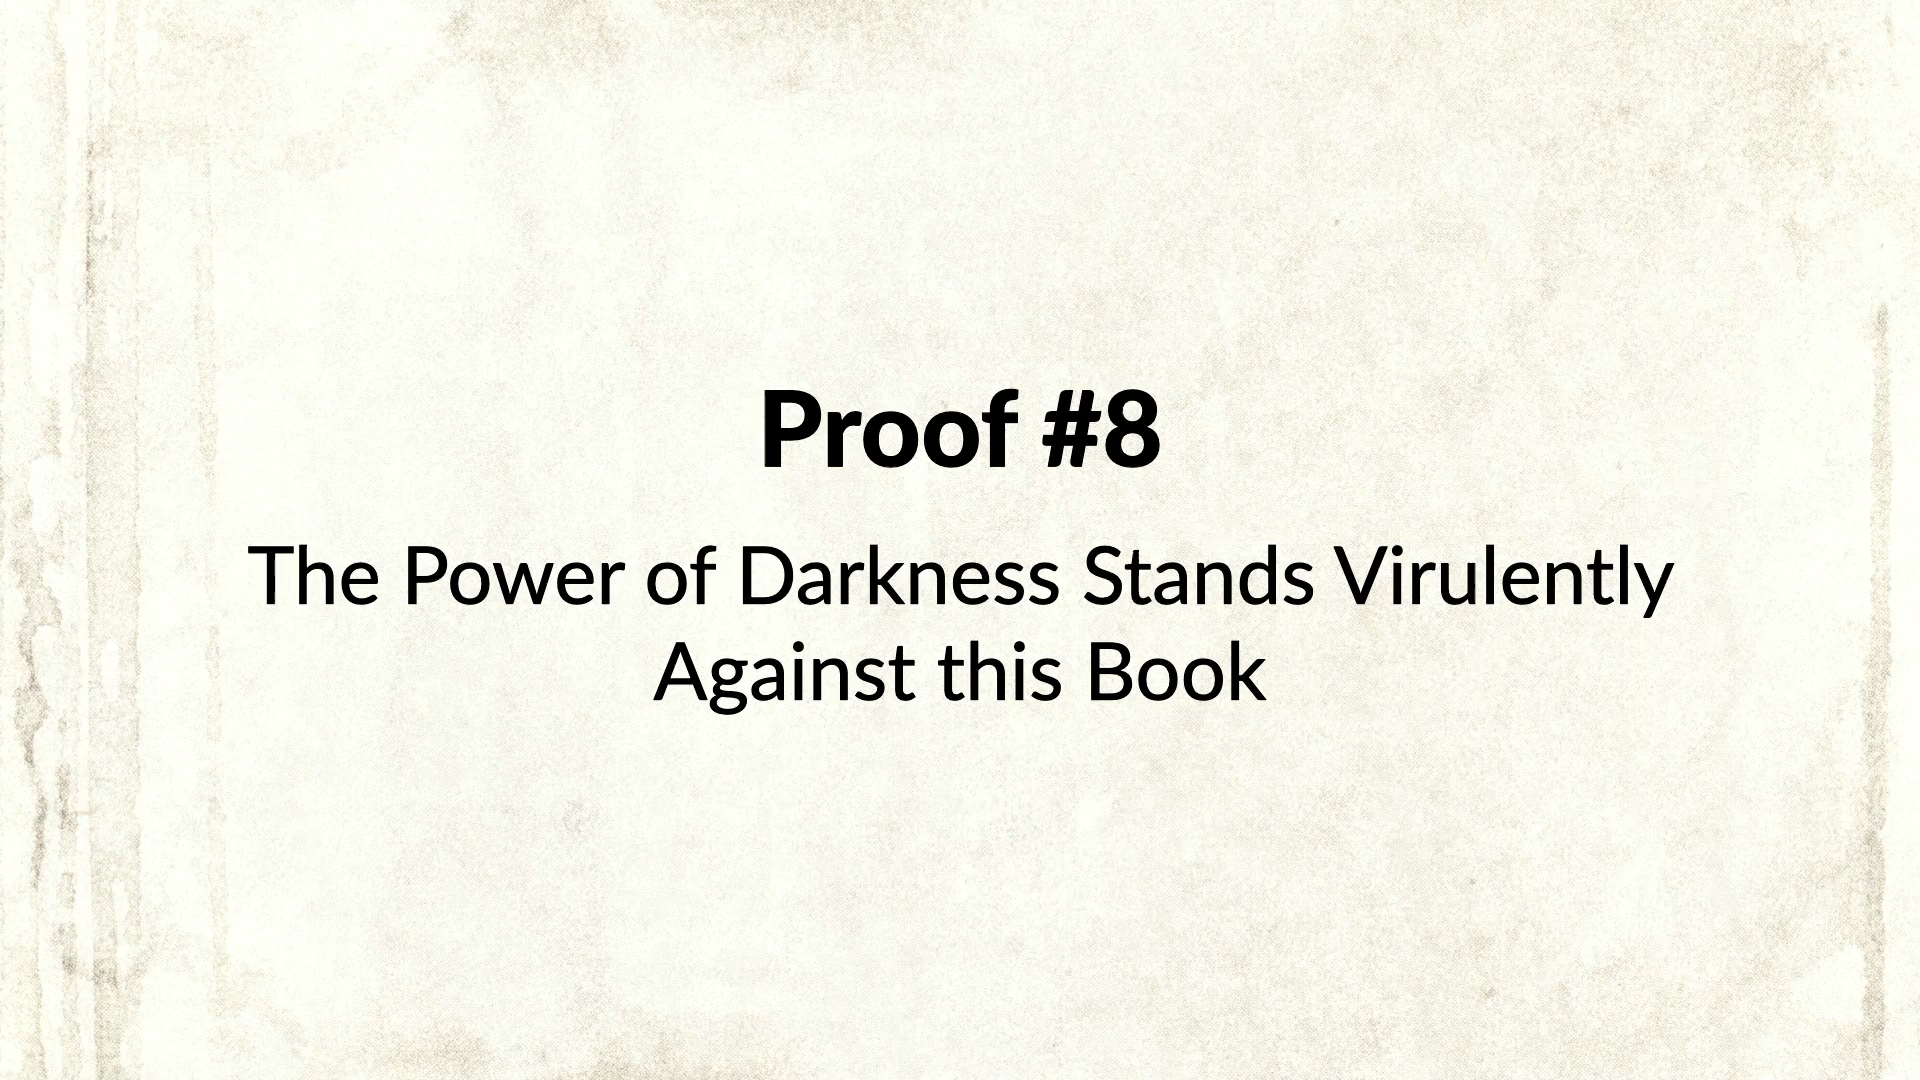 Proof #8
The Power of Darkness Stands Virulently
Against this Book